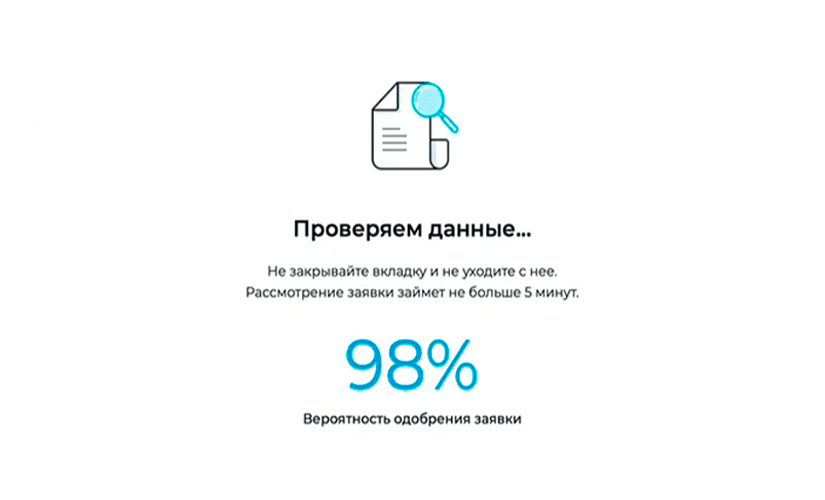 Проверяем данные...
Не закрывайте вкладку и не уходите с нее.
Рассмотрение заявки займет не больше 5 минут.
98%
Вероятность одобрения заявки